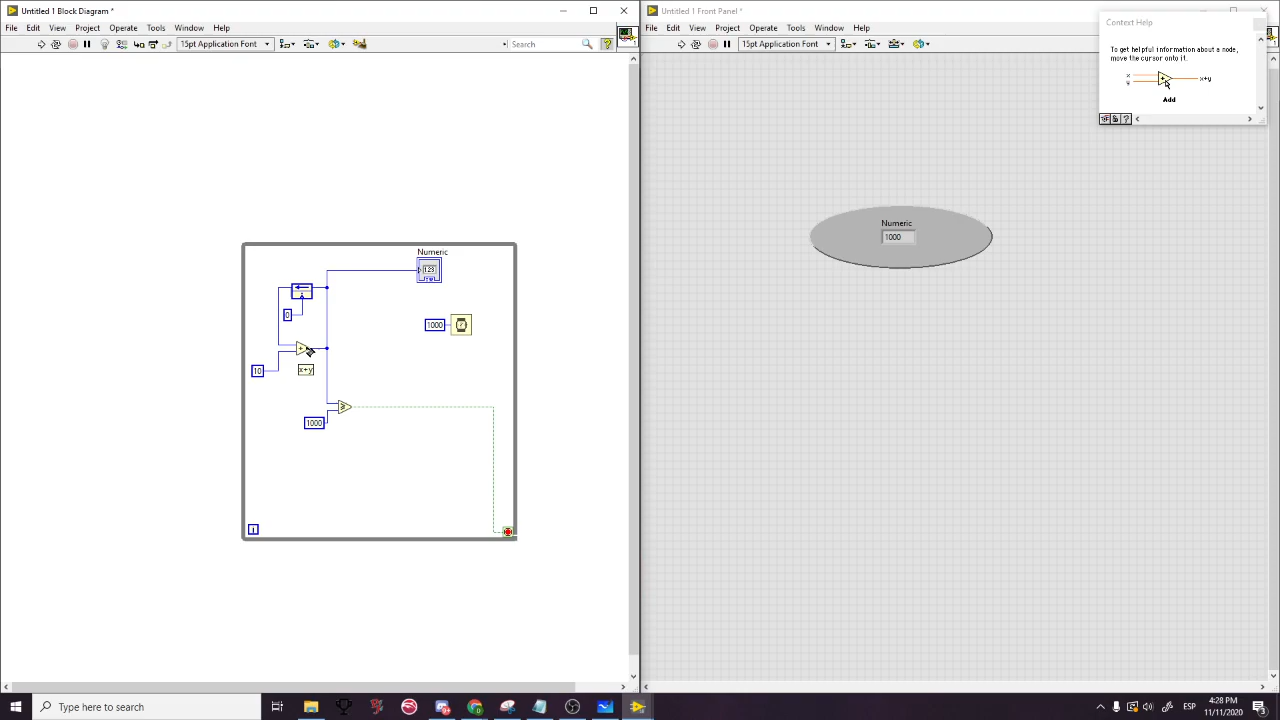 Untitled 1 Block Diagram *
File Edit View Project Operate Tools Window Help
15pt Application Font
Search
Numeric
123
0
1000
10
x+y
1000
i
Untitled 1 Front Panel *
File Edit View Project Operate Tools Window Help
15pt Application Font
Context Help
To get helpful information about a node,
move the cursor onto it.
x
y
x+y
Add
Numeric
1000
Type here to search
ESP
4:28 PM
11/11/2020